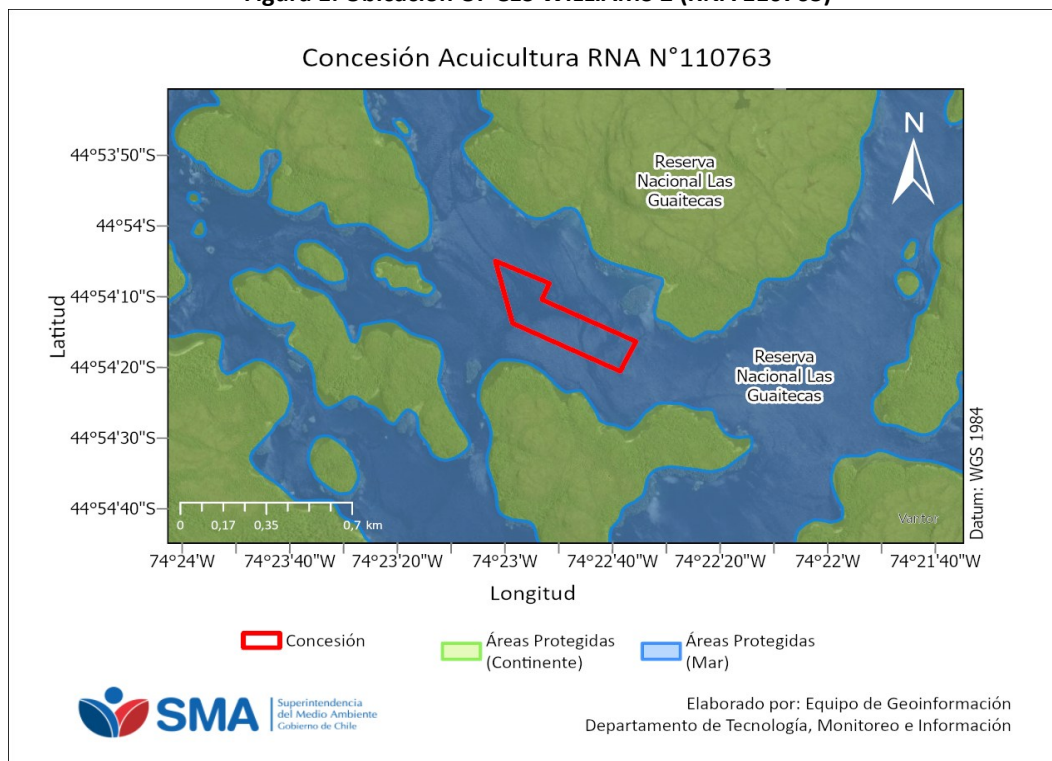 Concesión Acuicultura RNA N°110763
N
44°53'50"S
44°54'S
44°54'10"S
44°54'20"S
44°54'30"S
44°54'40"S
Latitud
Reserva
Nacional Las
Guaitecas
Reserva
Nacional Las
Guaitecas
Datum: WGS 1984
Vantor
0 0,17 0,35 0,7 km
74°24'W 74°23'40"W 74°23'20"W 74°23'W 74°22'40"W 74°22'20"W 74°22'W 74°21'40"W
Longitud
Concesión
Áreas Protegidas
(Continente)
Áreas Protegidas
(Mar)
SMA
Superintendencia
del Medio Ambiente
Gobierno de Chile
Elaborado por: Equipo de Geoinformación
Departamento de Tecnología, Monitoreo e Información